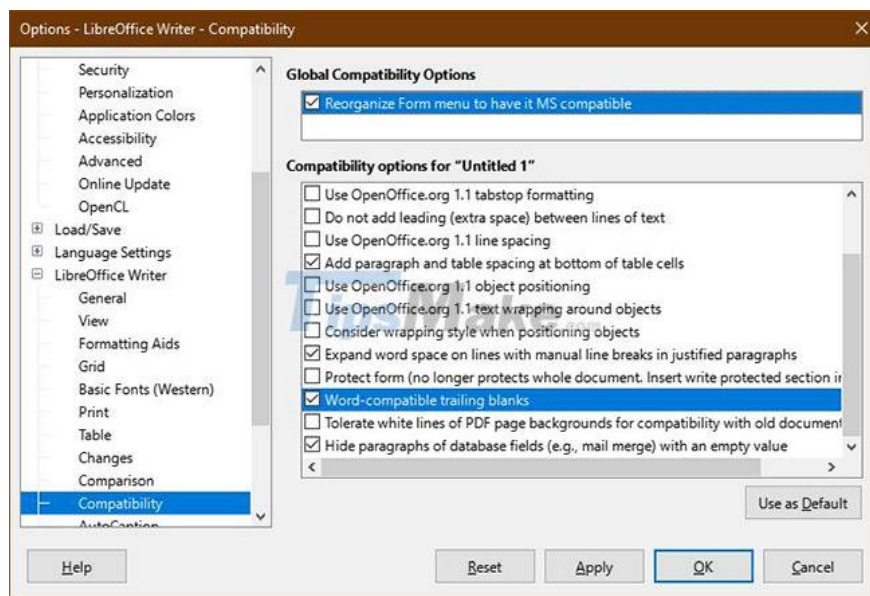 Options - LibreOffice Writer - Compatibility
Security
Personalization
Application Colors
Accessibility
Advanced
Online Update
OpenCL
Load/Save
Language Settings
LibreOffice Writer
General
View
Formatting Aids
Grid
Basic Fonts (Western)
Print
Table
Changes
Comparison
Compatibility
AutoCaption
Global Compatibility Options
Reorganize Form menu to have it MS compatible
Compatibility options for "Untitled 1"
Use OpenOffice.org 1.1 tabstop formatting
Do not add leading (extra space) between lines of text
Use OpenOffice.org 1.1 line spacing
Add paragraph and table spacing at bottom of table cells
Use OpenOffice.org 1.1 object positioning
Use OpenOffice.org 1.1 text wrapping around objects
Consider wrapping style when positioning objects
Expand word space on lines with manual line breaks in justified paragraphs
Protect form (no longer protects whole document. Insert write protected section in
Word-compatible trailing blanks
Tolerate white lines of PDF page backgrounds for compatibility with old document
Hide paragraphs of database fields (e.g., mail merge) with an empty value
TipsMake.com
Use as Default
Help
Reset
Apply
OK
Cancel